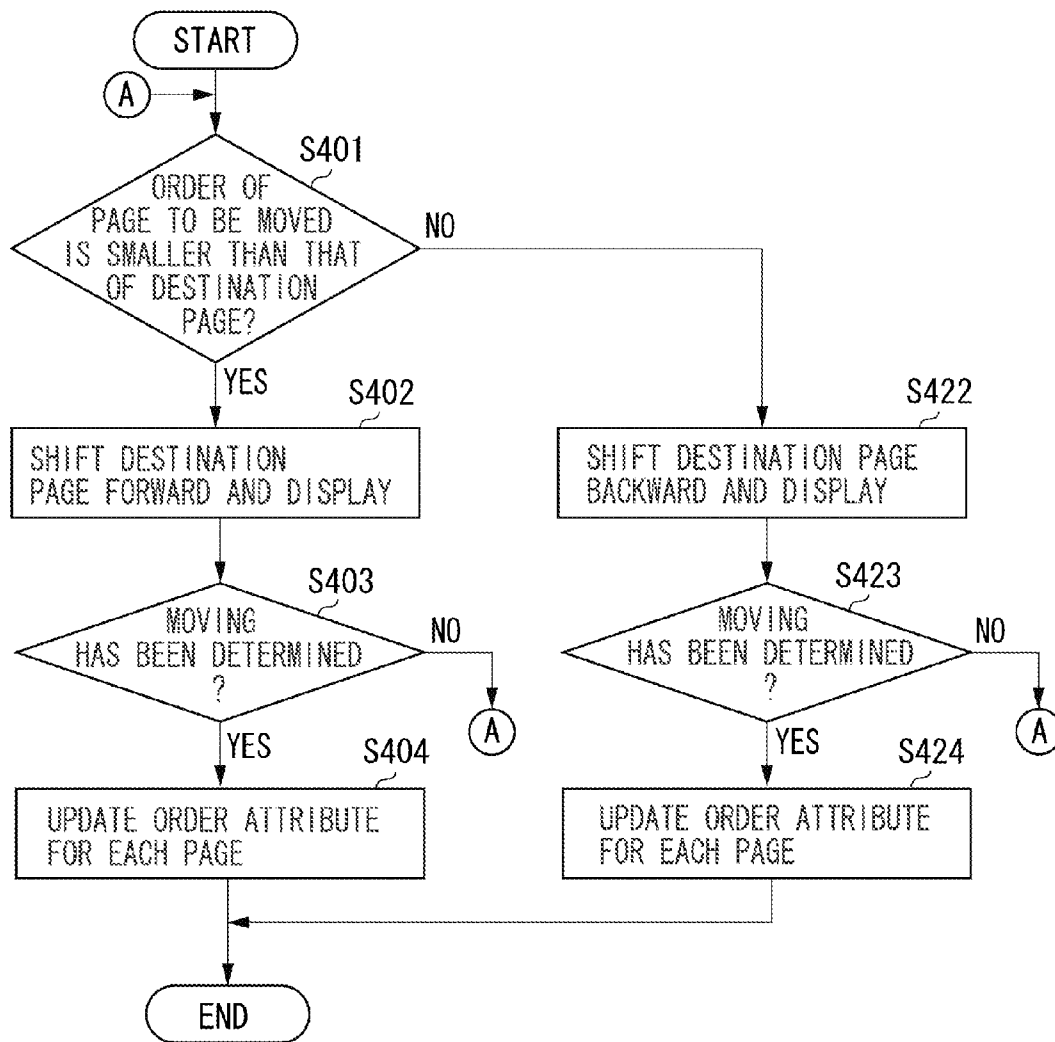 START
A
S401
ORDER OF
PAGE TO BE MOVED
IS SMALLER THAN THAT
OF DESTINATION
PAGE?
NO
YES
S402
SHIFT DESTINATION
PAGE FORWARD AND DISPLAY
S422
SHIFT DESTINATION PAGE
BACKWARD AND DISPLAY
S403
MOVING
HAS BEEN DETERMINED
?
NO
A
YES
S423
MOVING
HAS BEEN DETERMINED
?
NO
A
YES
S404
UPDATE ORDER ATTRIBUTE
FOR EACH PAGE
S424
UPDATE ORDER ATTRIBUTE
FOR EACH PAGE
END